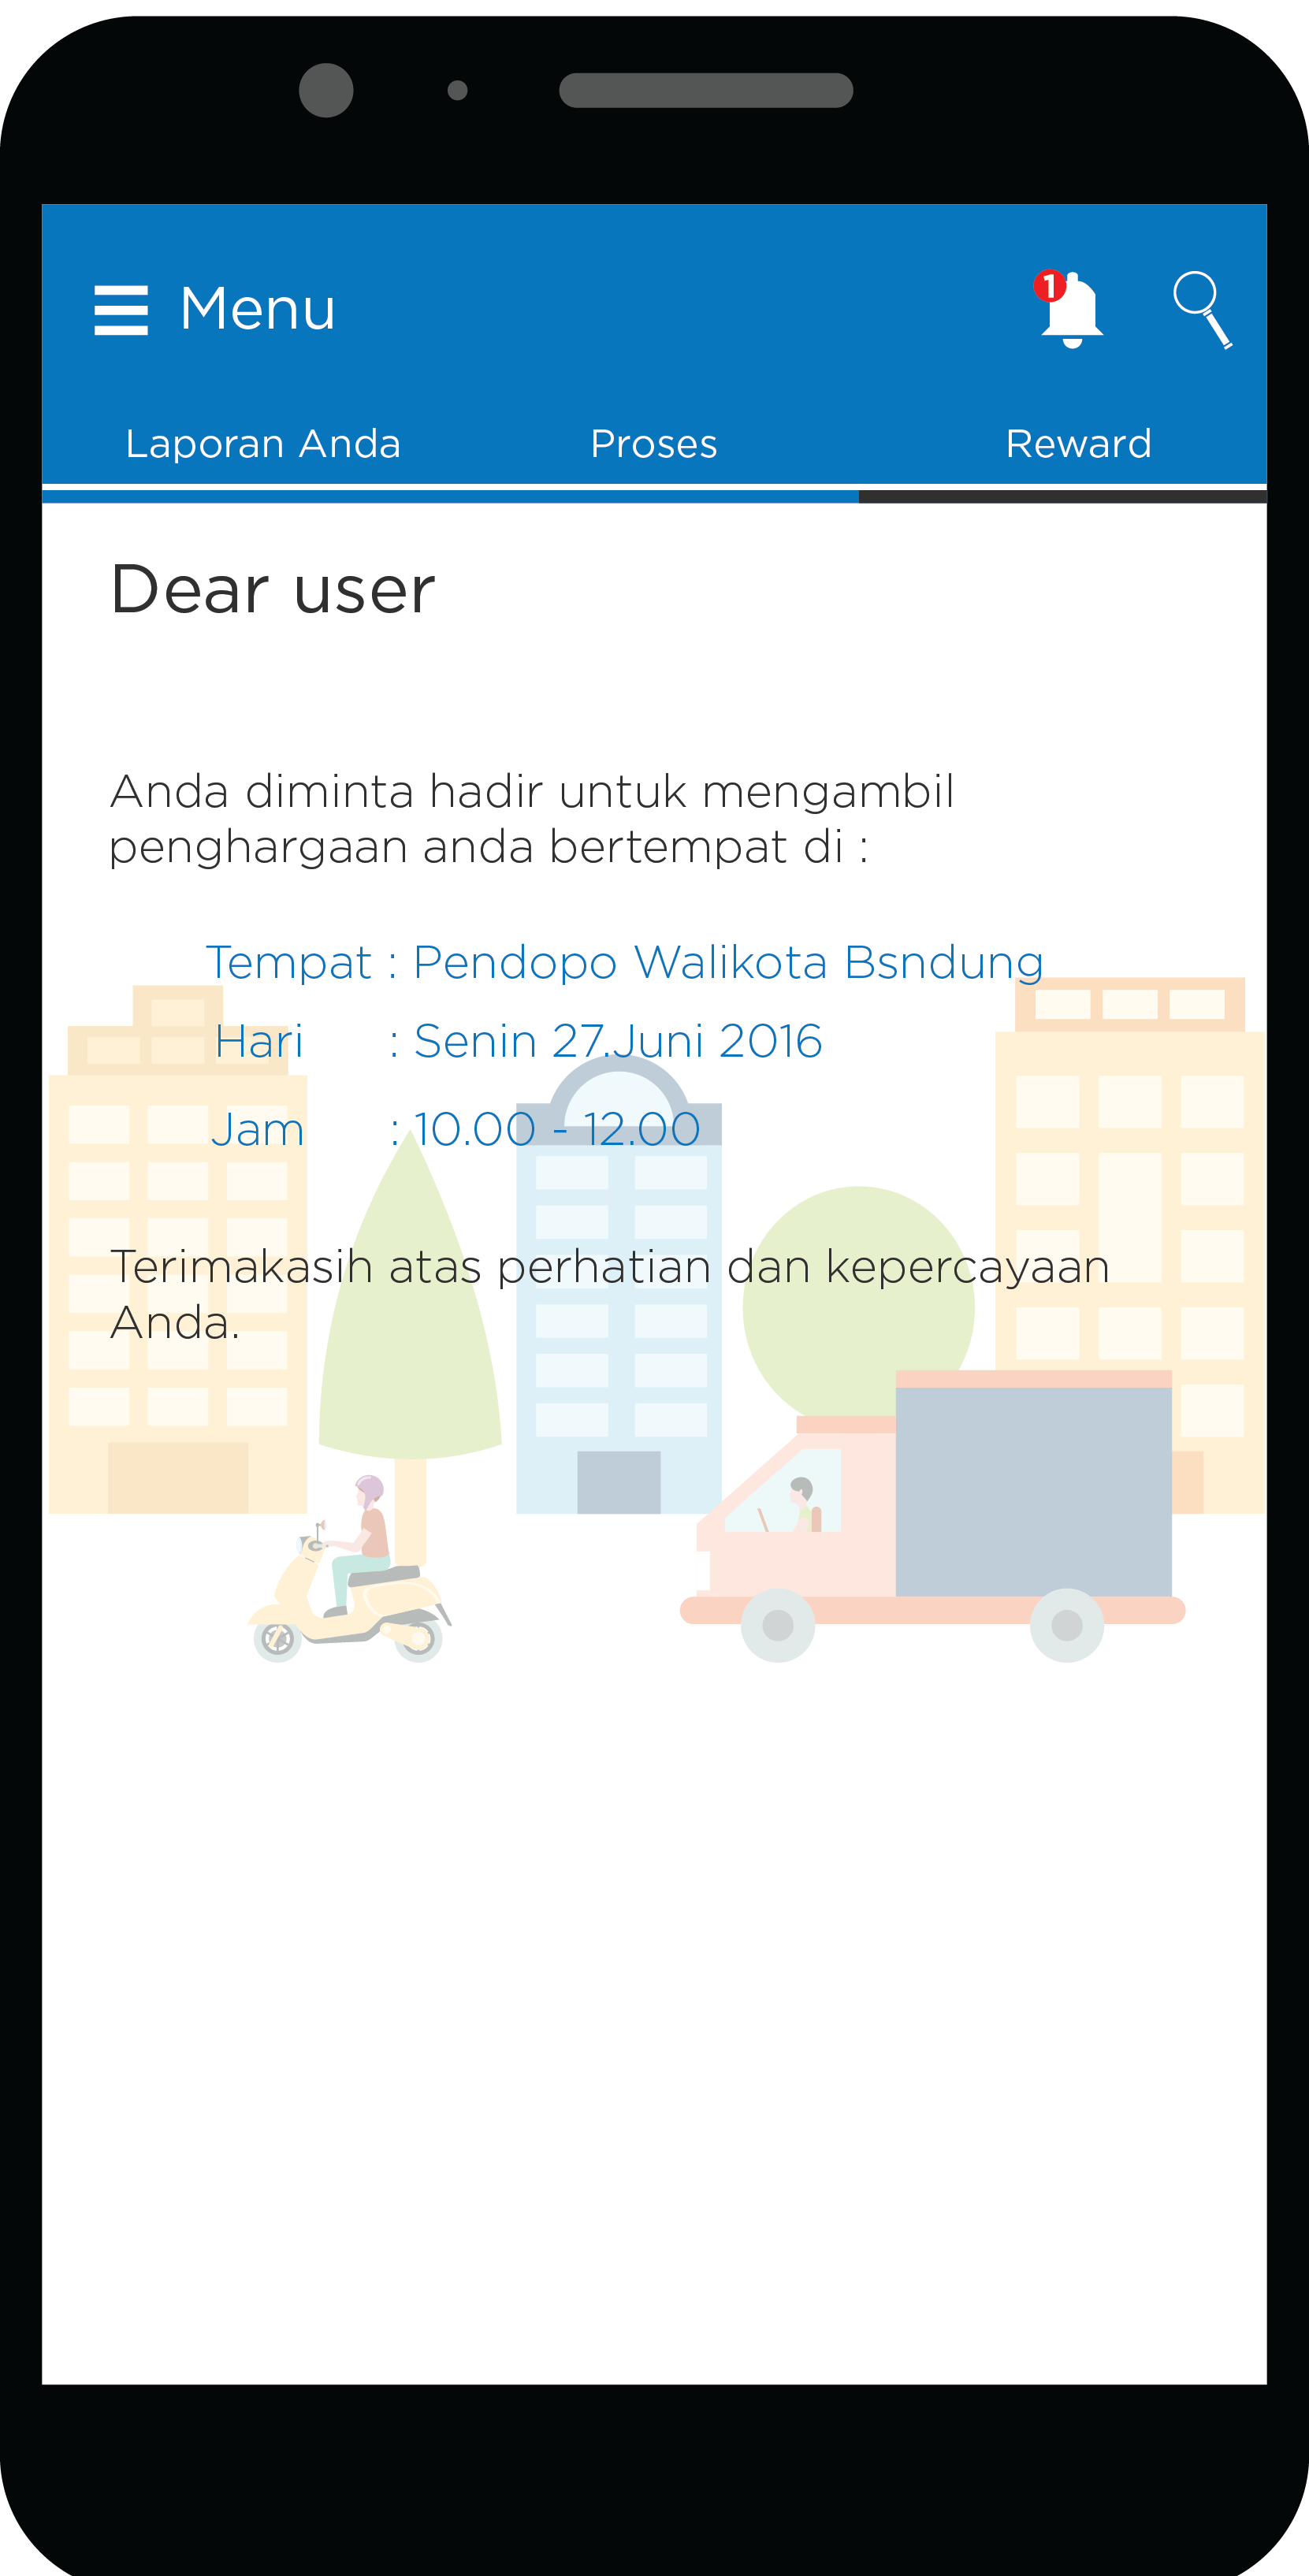 Menu
1
Laporan Anda
Proses
Reward
Dear user
Anda diminta hadir untuk mengambil
penghargaan anda bertempat di :
Tempat : Pendopo Walikota Bsndung
Hari : Senin 27.Juni 2016
Jam : 10.00 - 12.00
Terimakasih atas perhatian dan kepercayaan
Anda.